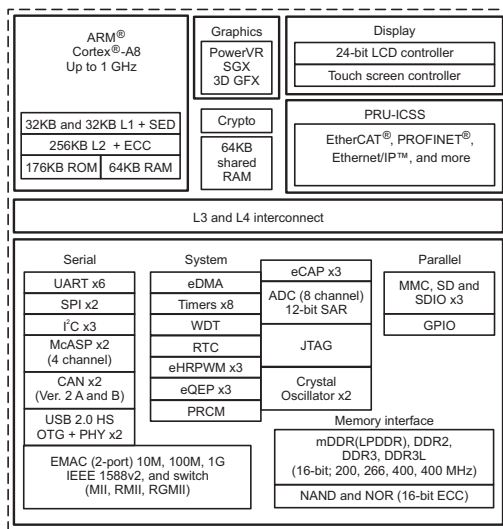 ARM®
Cortex®-A8
Up to 1 GHz
32KB and 32KB L1 + SED
256KB L2 + ECC
176KB ROM
64KB RAM
Graphics
PowerVR
SGX
3D GFX
Crypto
64KB
shared
RAM
Display
24-bit LCD controller
Touch screen controller
PRU-ICSS
EtherCAT®, PROFINET®,
Ethernet/IP™, and more
L3 and L4 interconnect
Serial
UART x6
SPI x2
I²C x3
McASP x2
(4 channel)
CAN x2
(Ver. 2 A and B)
USB 2.0 HS
OTG + PHY x2
EMAC (2-port) 10M, 100M, 1G
IEEE 1588v2, and switch
(MII, RMII, RGMII)
System
eDMA
Timers x8
WDT
RTC
eHRPWM x3
eQEP x3
PRCM
eCAP x3
ADC (8 channel)
12-bit SAR
JTAG
Crystal
Oscillator x2
Parallel
MMC, SD and
SDIO x3
GPIO
Memory interface
mDDR(LPDDR), DDR2,
DDR3, DDR3L
(16-bit; 200, 266, 400, 400 MHz)
NAND and NOR (16-bit ECC)